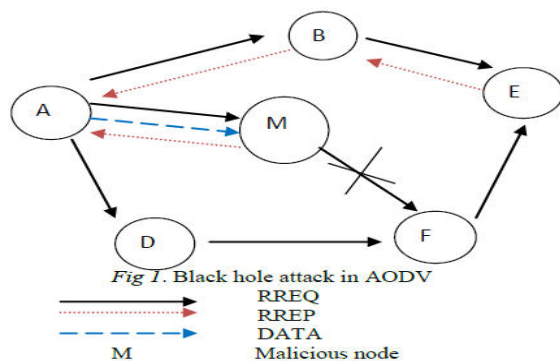 B
E
A
M
D
F
Fig 1. Black hole attack in AODV
RREQ
RREP
DATA
M Malicious node